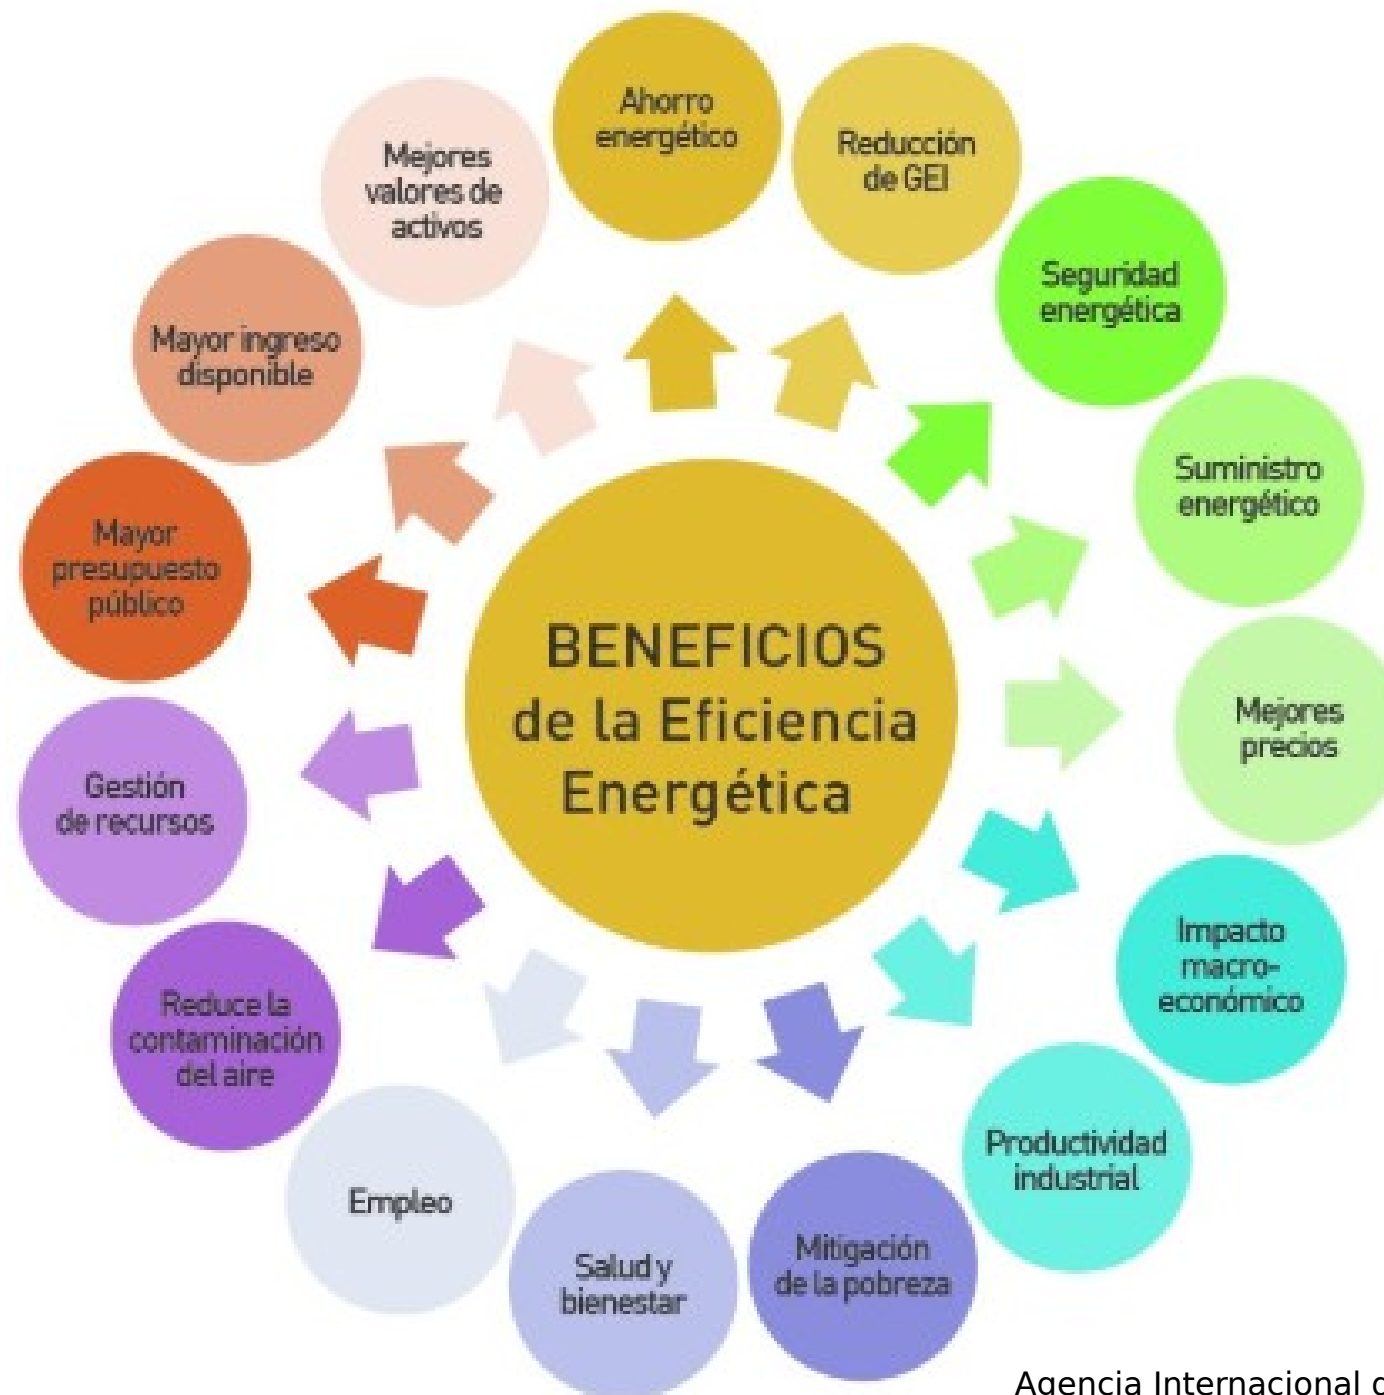 Ahorro
energético
Reducción
de GEI
Seguridad
energética
Suministro
energético
Mejores
precios
Impacto
macro-
económico
Productividad
industrial
Mitigación
de la pobreza
Salud y
bienestar
Empleo
Reduce la
contaminación
del aire
Gestión
de recursos
Mayor
presupuesto
público
Mayor ingreso
disponible
Mejores
valores de
activos
BENEFICIOS
de la Eficiencia
Energética
Agencia Internacional